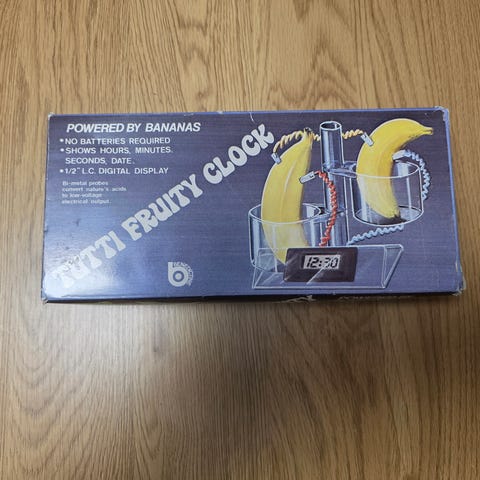 POWERED BY BANANAS
* NO BATTERIES REQUIRED
* SHOWS HOURS, MINUTES.
SECONDS, DATE.
* 1/2" L.C. DIGITAL DISPLAY
Bi-metal probes
convert nature's acids
to low-voltage
electrical output.
TUTTI FRUITY CLOCK
12:30